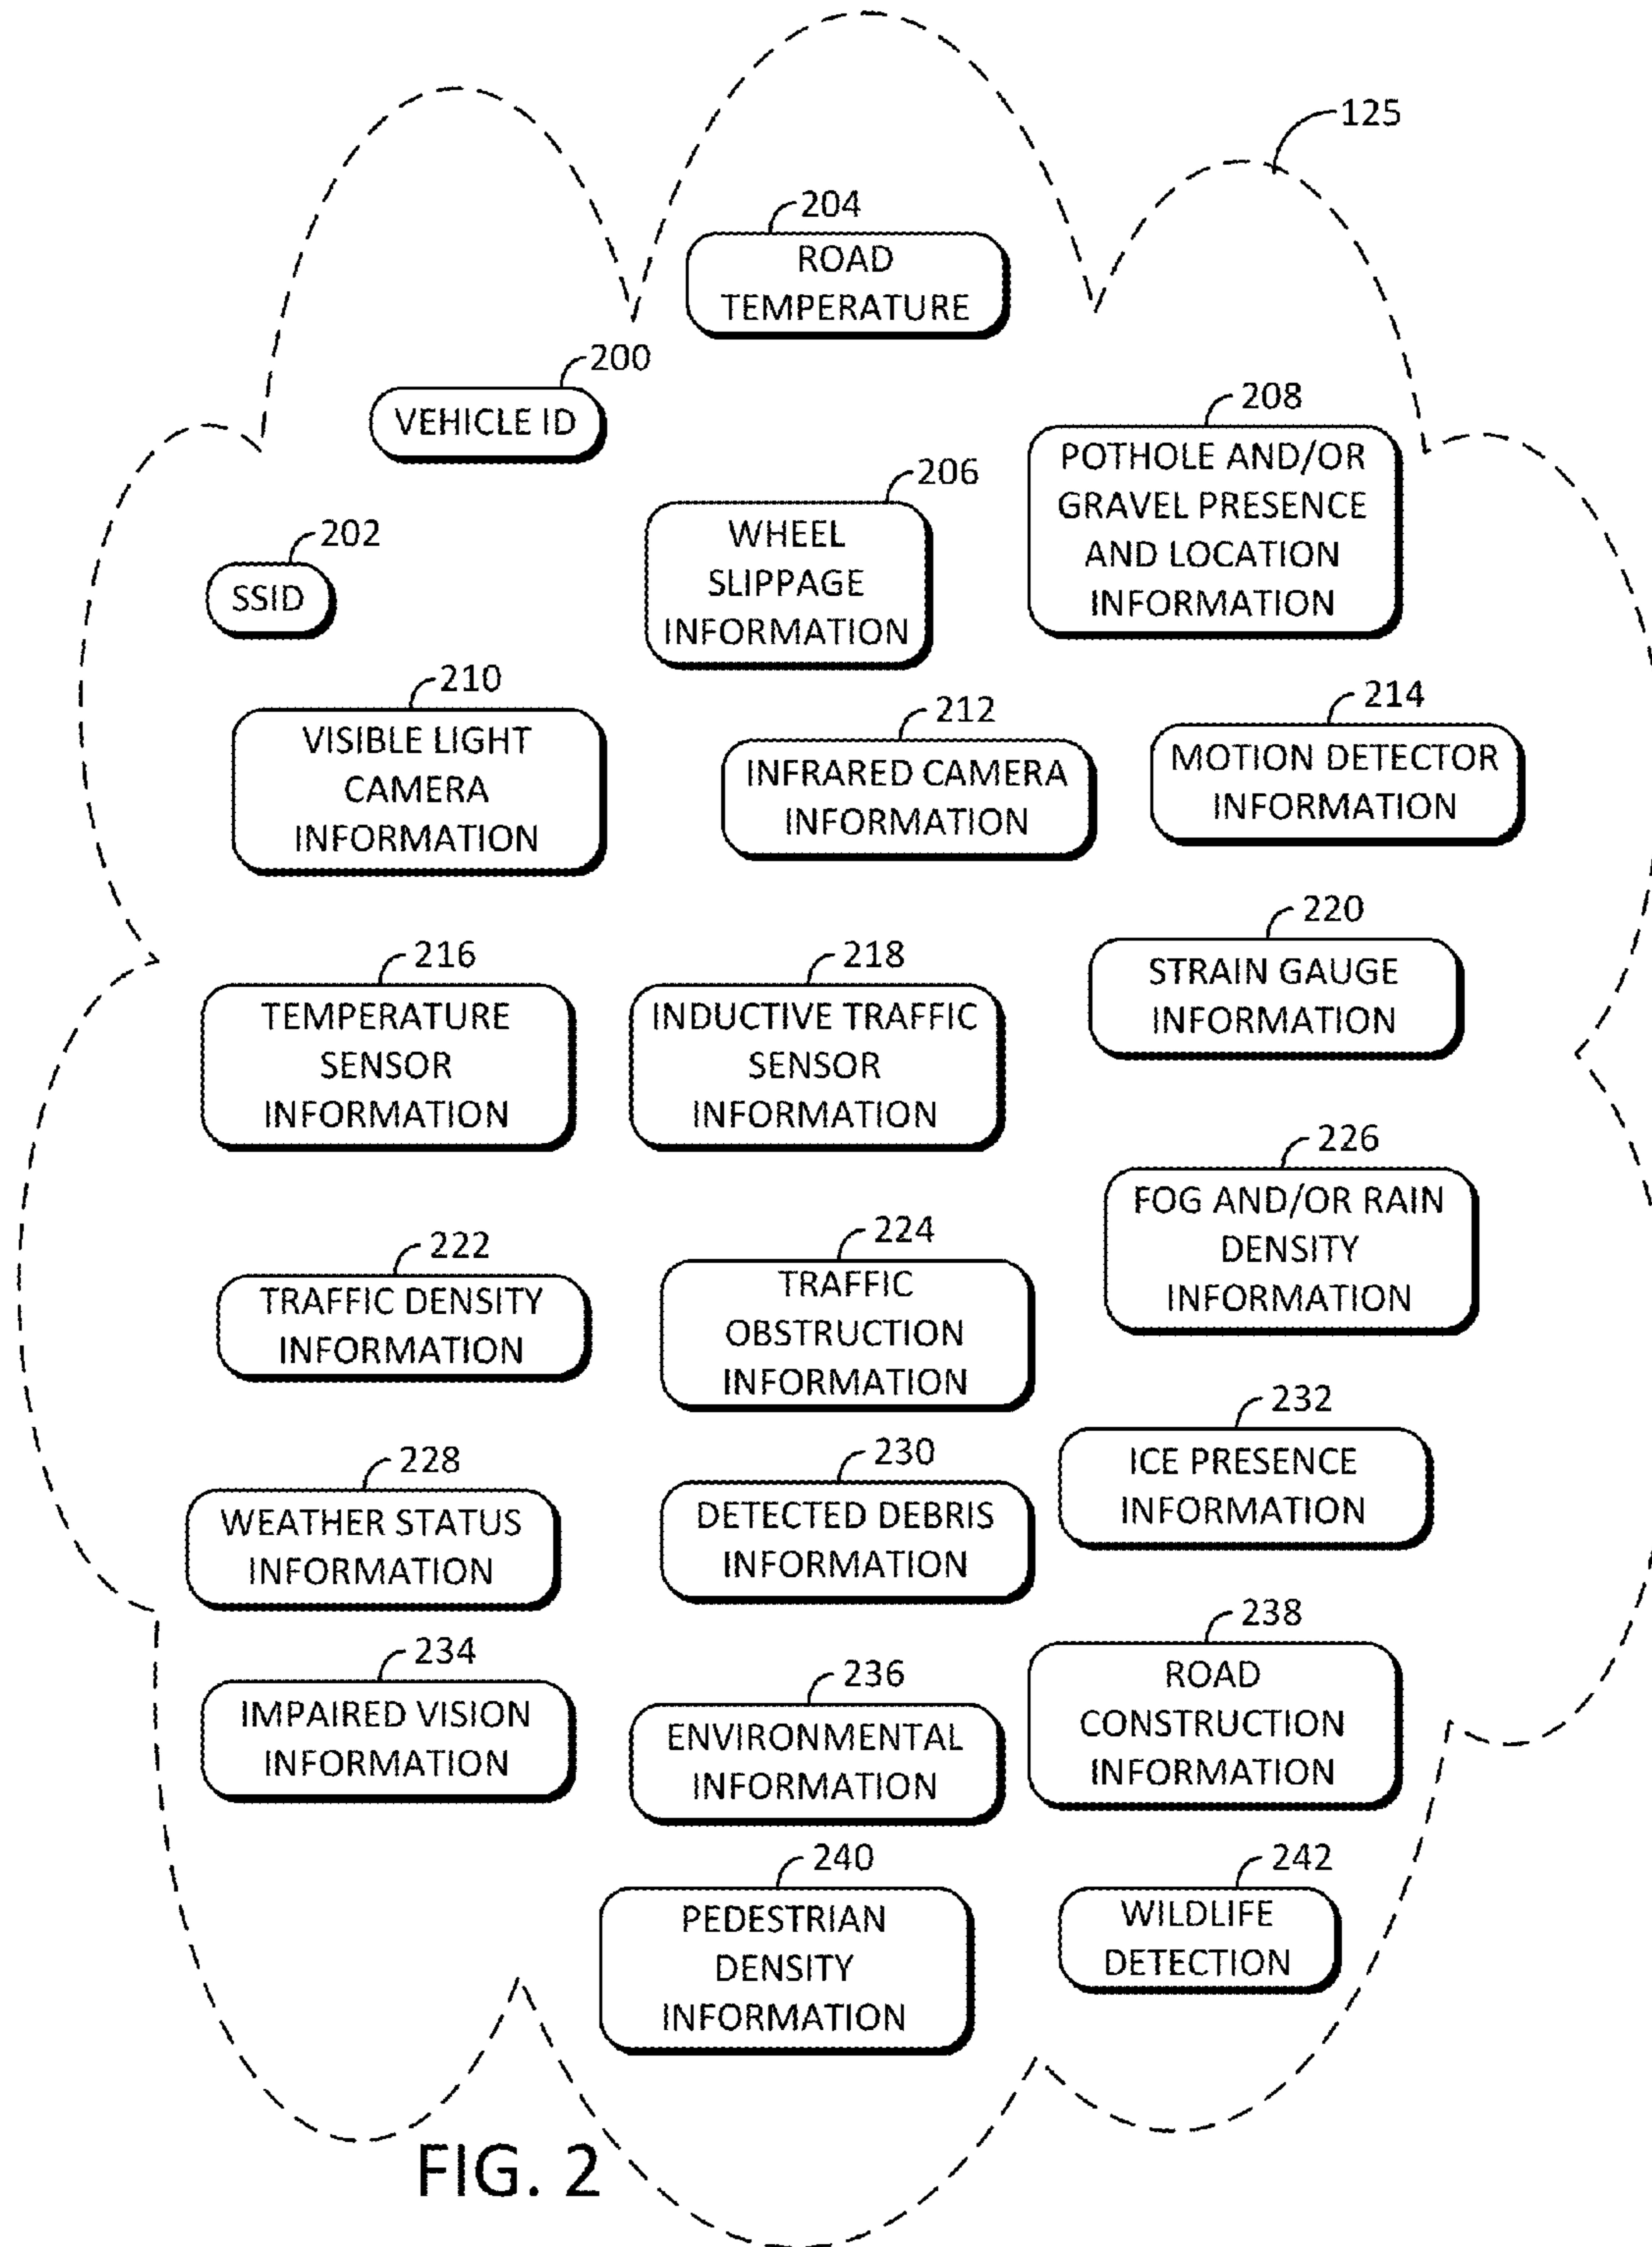 125
204
ROAD
TEMPERATURE
200
VEHICLE ID
208
POTHOLE AND/OR
GRAVEL PRESENCE
AND LOCATION
INFORMATION
206
WHEEL
SLIPPAGE
INFORMATION
202
SSID
210
VISIBLE LIGHT
CAMERA
INFORMATION
212
INFRARED CAMERA
INFORMATION
214
MOTION DETECTOR
INFORMATION
216
TEMPERATURE
SENSOR
INFORMATION
218
INDUCTIVE TRAFFIC
SENSOR
INFORMATION
220
STRAIN GAUGE
INFORMATION
222
TRAFFIC DENSITY
INFORMATION
224
TRAFFIC
OBSTRUCTION
INFORMATION
226
FOG AND/OR RAIN
DENSITY
INFORMATION
228
WEATHER STATUS
INFORMATION
230
DETECTED DEBRIS
INFORMATION
232
ICE PRESENCE
INFORMATION
234
IMPAIRED VISION
INFORMATION
236
ENVIRONMENTAL
INFORMATION
238
ROAD
CONSTRUCTION
INFORMATION
240
PEDESTRIAN
DENSITY
INFORMATION
242
WILDLIFE
DETECTION
FIG. 2